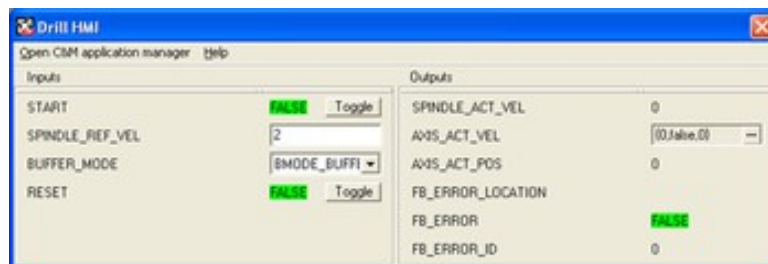 Drill HMI
Open C&M application manager Help
Inputs
Outputs
START FALSE Toggle
SPINDLE_REF_VEL 2
BUFFER_MODE BMODE_BUFFI
RESET FALSE Toggle
SPINDLE_ACT_VEL 0
AXIS_ACT_VEL (0,false,0) ...
AXIS_ACT_POS 0
FB_ERROR_LOCATION
FB_ERROR FALSE
FB_ERROR_ID 0